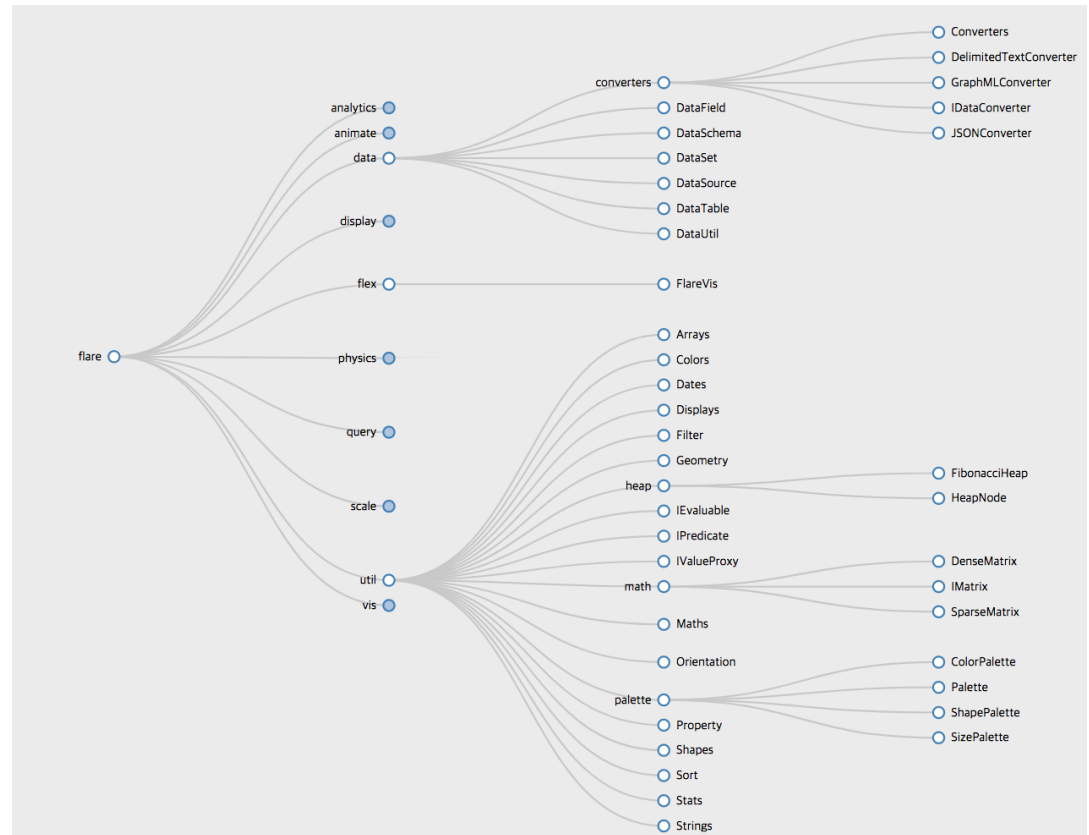 flare
analytics
animate
data
display
flex
physics
query
scale
util
vis
converters
DataField
DataSchema
DataSet
DataSource
DataTable
DataUtil
FlareVis
Arrays
Colors
Dates
Displays
Filter
Geometry
heap
IEvaluable
IPredicate
IValueProxy
math
Maths
Orientation
palette
Property
Shapes
Sort
Stats
Strings
Converters
DelimitedTextConverter
GraphMLConverter
IDataConverter
JSONConverter
FibonacciHeap
HeapNode
DenseMatrix
IMatrix
SparseMatrix
ColorPalette
Palette
ShapePalette
SizePalette